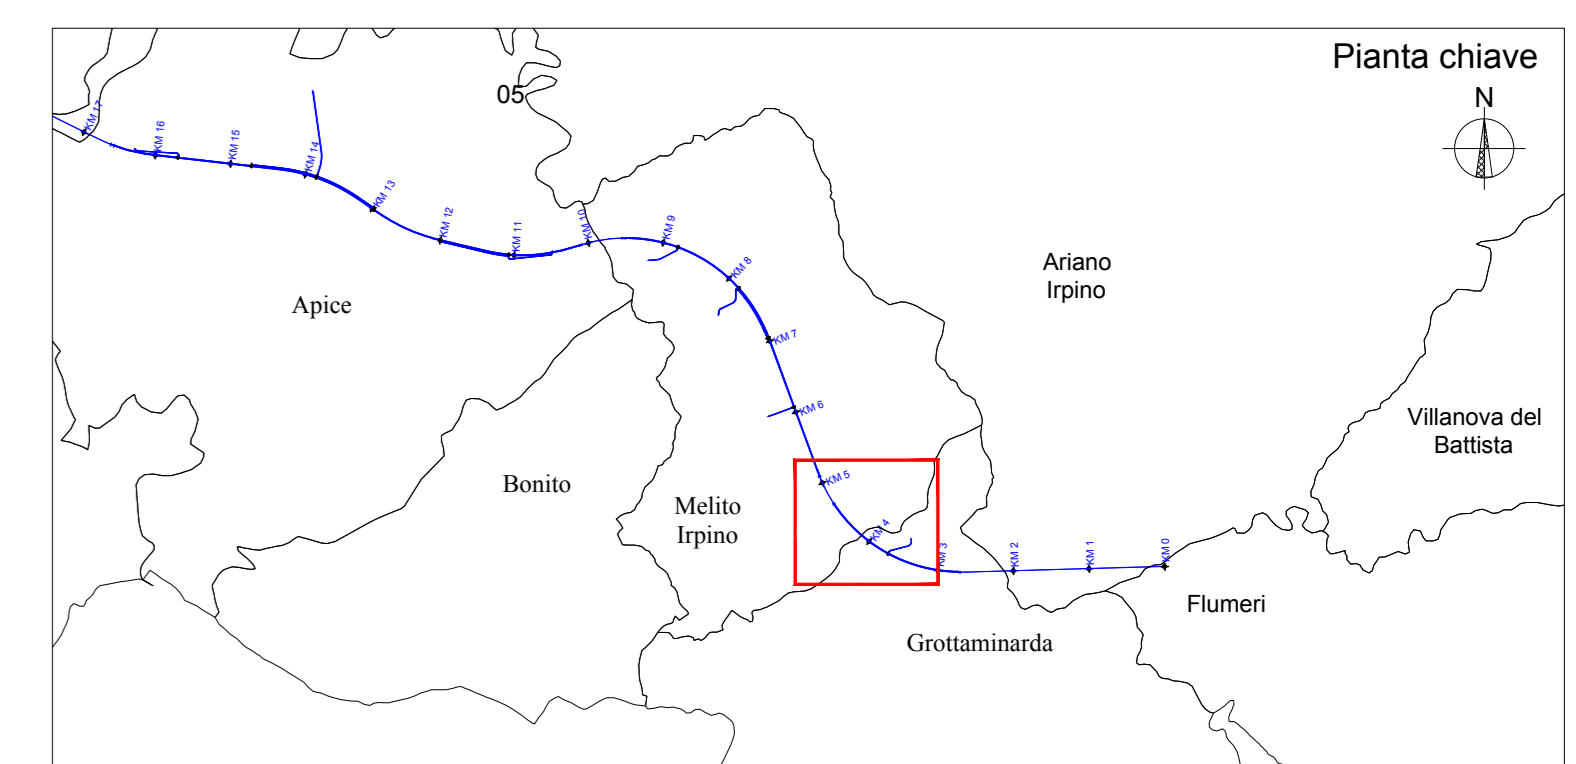 Pianta chiave
N
05
KM 17
KM 16
KM 15
KM 14
KM 13
KM 12
KM 11
KM 10
KM 9
KM 8
KM 7
KM 6
KM 5
KM 4
KM 3
KM 2
KM 1
KM 0
Apice
Ariano
Irpino
Villanova del
Battista
Bonito
Melito
Irpino
Flumeri
Grottaminarda